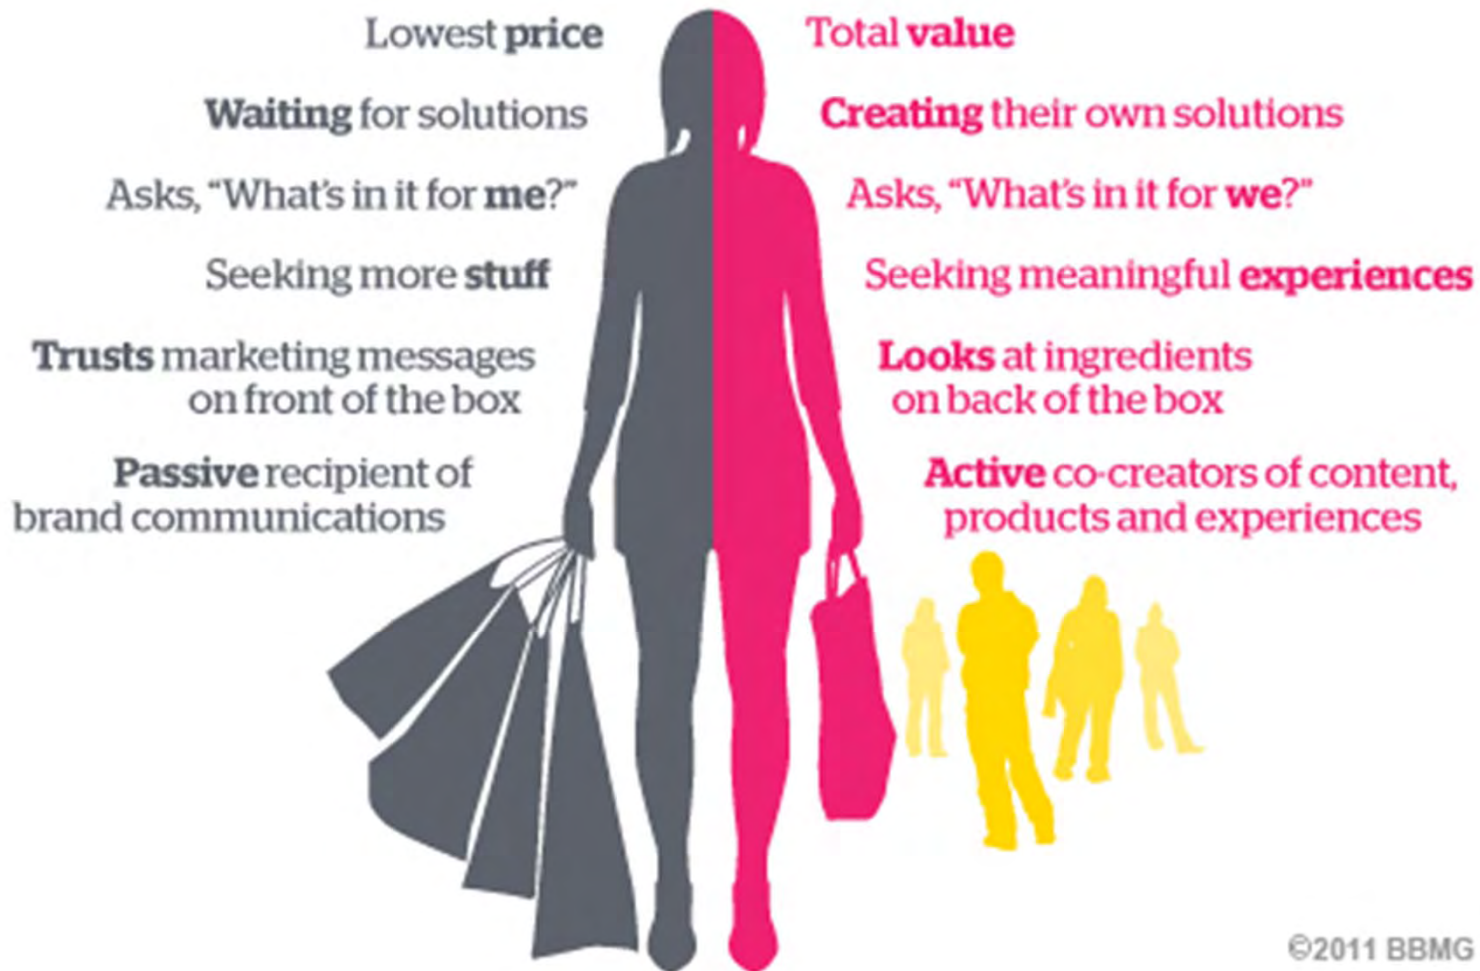 Lowest price
Waiting for solutions
Asks, “What’s in it for me?”
Seeking more stuff
Trusts marketing messages
on front of the box
Passive recipient of
brand communications
Total value
Creating their own solutions
Asks, “What’s in it for we?”
Seeking meaningful experiences
Looks at ingredients
on back of the box
Active co-creators of content,
products and experiences
©2011 BBMG